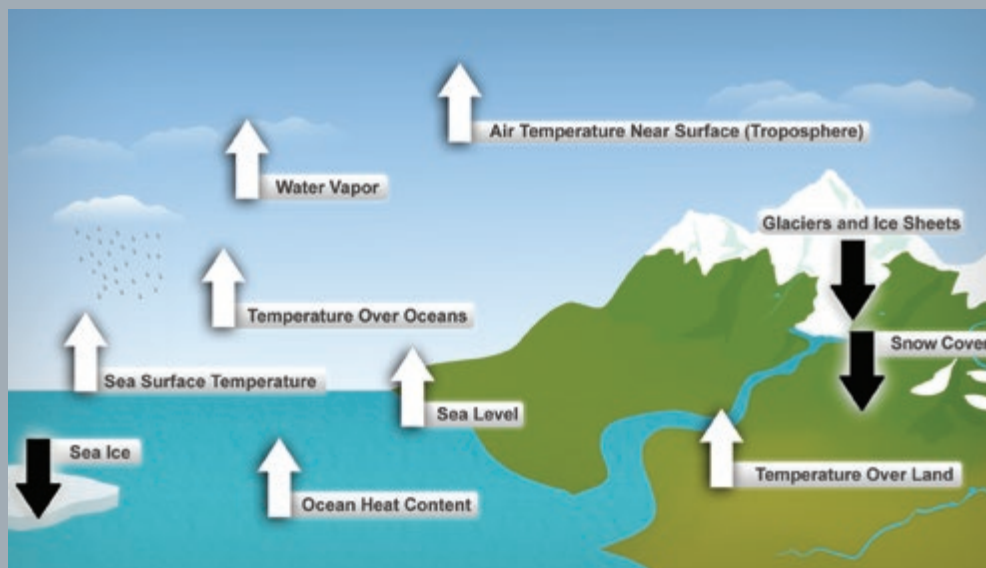 Air Temperature Near Surface (Troposphere)
Water Vapor
Glaciers and Ice Sheets
Temperature Over Oceans
Snow Cover
Sea Surface Temperature
Sea Level
Sea Ice
Temperature Over Land
Ocean Heat Content